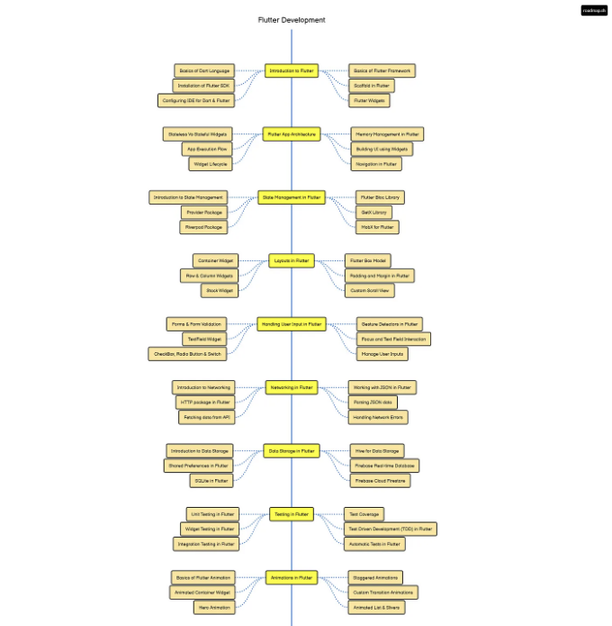 roadmap.sh
Flutter Development
Basics of Dart Language
Introduction to Flutter
Basics of Flutter Framework
Installation of Flutter SDK
Scaffold in Flutter
Configuring IDE for Dart & Flutter
Flutter Widgets
Stateless Vs Stateful Widgets
Flutter App Architecture
Memory Management in Flutter
App Execution Flow
Building UI using Widgets
Widget Lifecycle
Navigation in Flutter
Introduction to State Management
State Management in Flutter
Flutter Bloc Library
Provider Package
GetX Library
Riverpod Package
MobX for Flutter
Container Widget
Layouts in Flutter
Flutter Box Model
Row & Column Widgets
Padding and Margin in Flutter
Stack Widget
Custom Scroll View
Forms & Form Validation
Handling User Input in Flutter
Gesture Detectors in Flutter
TextField Widget
Focus and Text Field Interaction
CheckBox, Radio Button & Switch
Manage User Inputs
Introduction to Networking
Networking in Flutter
Working with JSON in Flutter
HTTP package in Flutter
Parsing JSON data
Fetching data from API
Handling Network Errors
Introduction to Data Storage
Data Storage in Flutter
Hive for Data Storage
Shared Preferences in Flutter
Firebase Real-time Database
SQLite in Flutter
Firebase Cloud Firestore
Unit Testing in Flutter
Testing in Flutter
Test Coverage
Widget Testing in Flutter
Test Driven Development (TDD) in Flutter
Integration Testing in Flutter
Automatic Tests in Flutter
Basics of Flutter Animation
Animations in Flutter
Staggered Animations
Animated Container Widget
Custom Transition Animations
Hero Animation
Animated List & Slivers